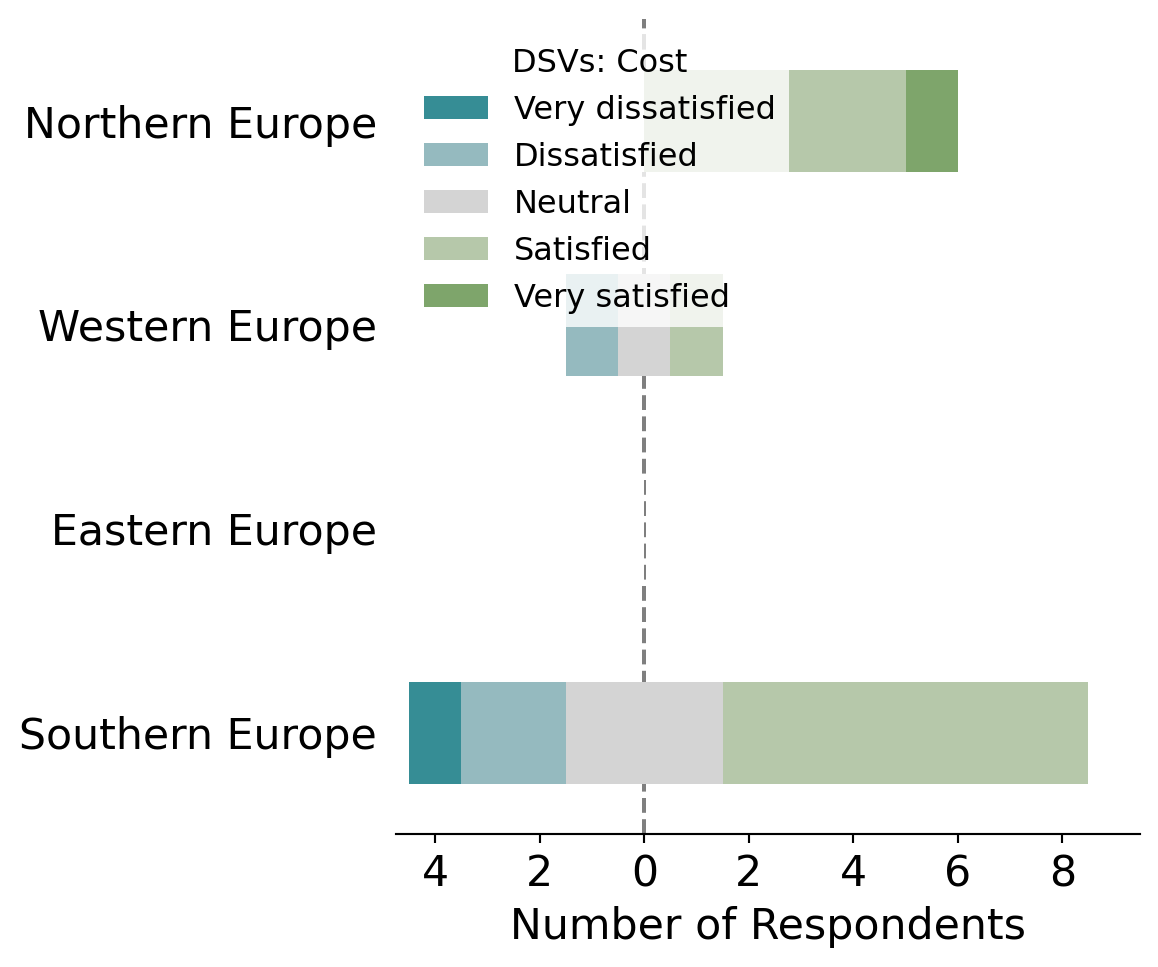 DSVs: Cost
Very dissatisfied
Dissatisfied
Neutral
Satisfied
Very satisfied
Northern Europe
Western Europe
Eastern Europe
Southern Europe
4 2 0 2 4 6 8
Number of Respondents